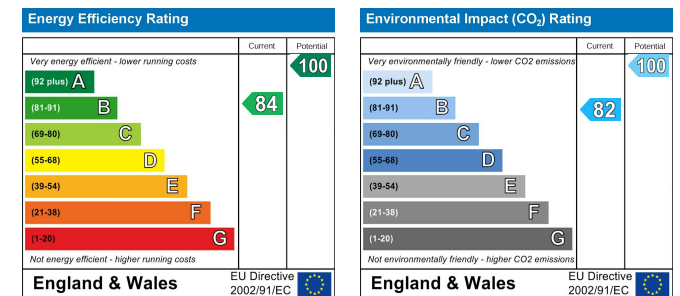 Energy Efficiency Rating
Current Potential
Very energy efficient - lower running costs
100
(92 plus) A
84
(81-91) B
(69-80) C
(55-68) D
(39-54) E
(21-38) F
(1-20) G
Not energy efficient - higher running costs
England & Wales
EU Directive
2002/91/EC
Environmental Impact (CO₂) Rating
Current Potential
Very environmentally friendly - lower CO2 emissions
100
(92 plus) A
82
(81-91) B
(69-80) C
(55-68) D
(39-54) E
(21-38) F
(1-20) G
Not environmentally friendly - higher CO2 emissions
England & Wales
EU Directive
2002/91/EC